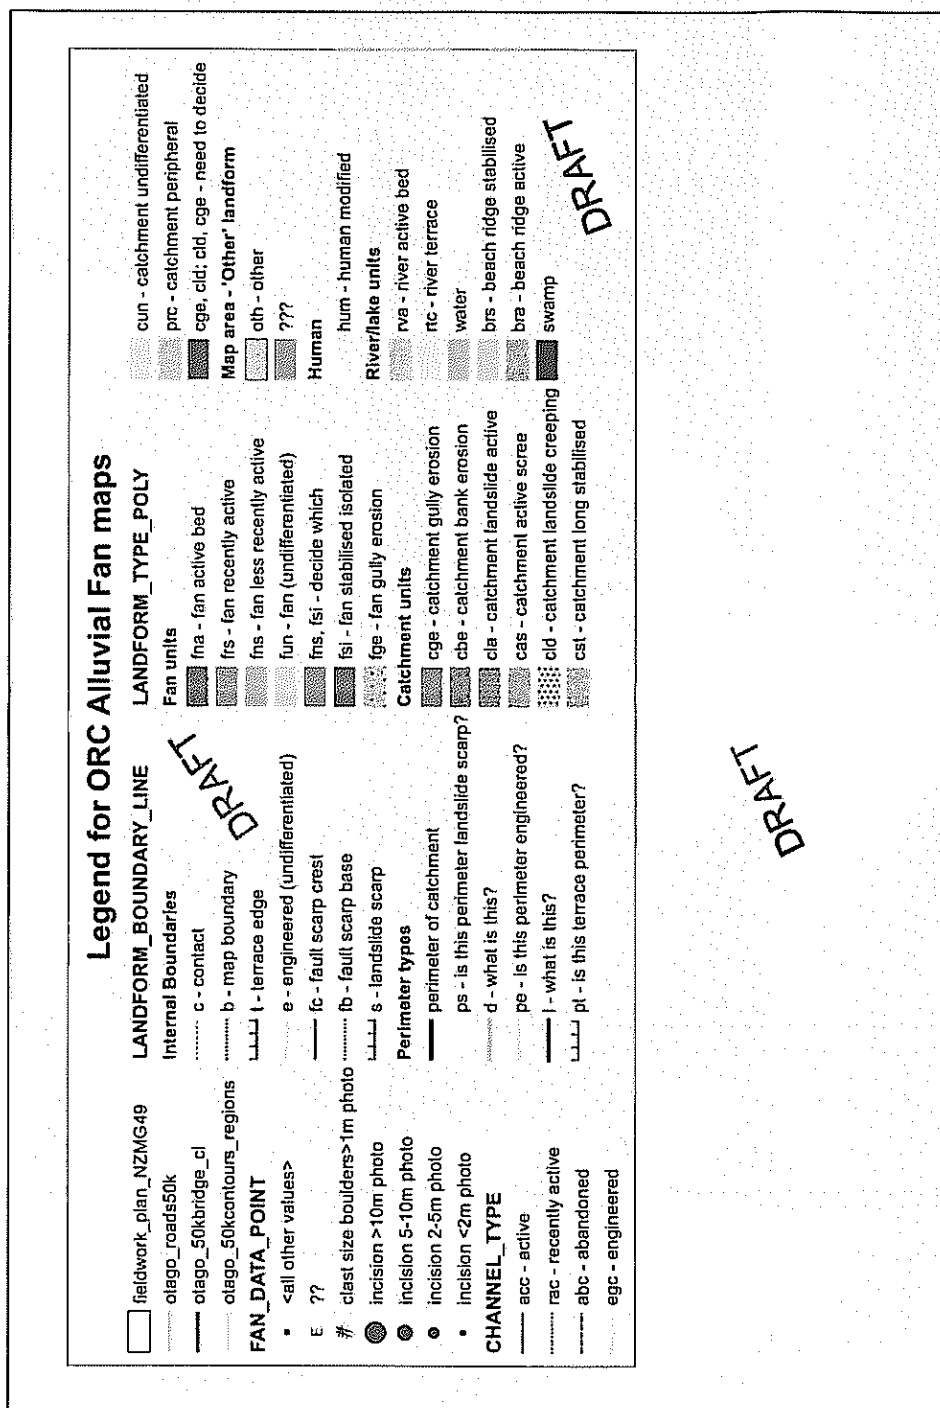 Legend for ORC Alluvial Fan maps
fieldwork_plan_NZMG49
otago_roads50k
otago_50kbridge_cl
otago_50kcontours_regions
FAN_DATA_POINT
<all other values>
E ??
# clast size boulders>1m photo
incision >10m photo
incision 5-10m photo
incision 2-5m photo
incision <2m photo
CHANNEL_TYPE
acc - active
rac - recently active
abc - abandoned
egc - engineered
LANDFORM_BOUNDARY_LINE
Internal Boundaries
c - contact
b - map boundary
t - terrace edge
e - engineered (undifferentiated)
fc - fault scarp crest
fb - fault scarp base
s - landslide scarp
Perimeter types
perimeter of catchment
ps - is this perimeter landslide scarp?
d - what is this?
pe - is this perimeter engineered?
l - what is this?
pt - is this terrace perimeter?
DRAFT
LANDFORM_TYPE_POLY
Fan units
fna - fan active bed
frs - fan recently active
fns - fan less recently active
fun - fan (undifferentiated)
fns, fsi - decide which
fsi - fan stabilised isolated
fge - fan gully erosion
Catchment units
cge - catchment gully erosion
cbe - catchment bank erosion
cla - catchment landslide active
cas - catchment active scree
cld - catchment landslide creeping
cst - catchment long stabilised
cun - catchment undifferentiated
prc - catchment peripheral
cge, cld; cld, cge - need to decide
Map area - 'Other' landform
oth - other
???
Human
hum - human modified
River/lake units
rva - river active bed
rtc - river terrace
water
brs - beach ridge stabilised
bra - beach ridge active
swamp
DRAFT
DRAFT